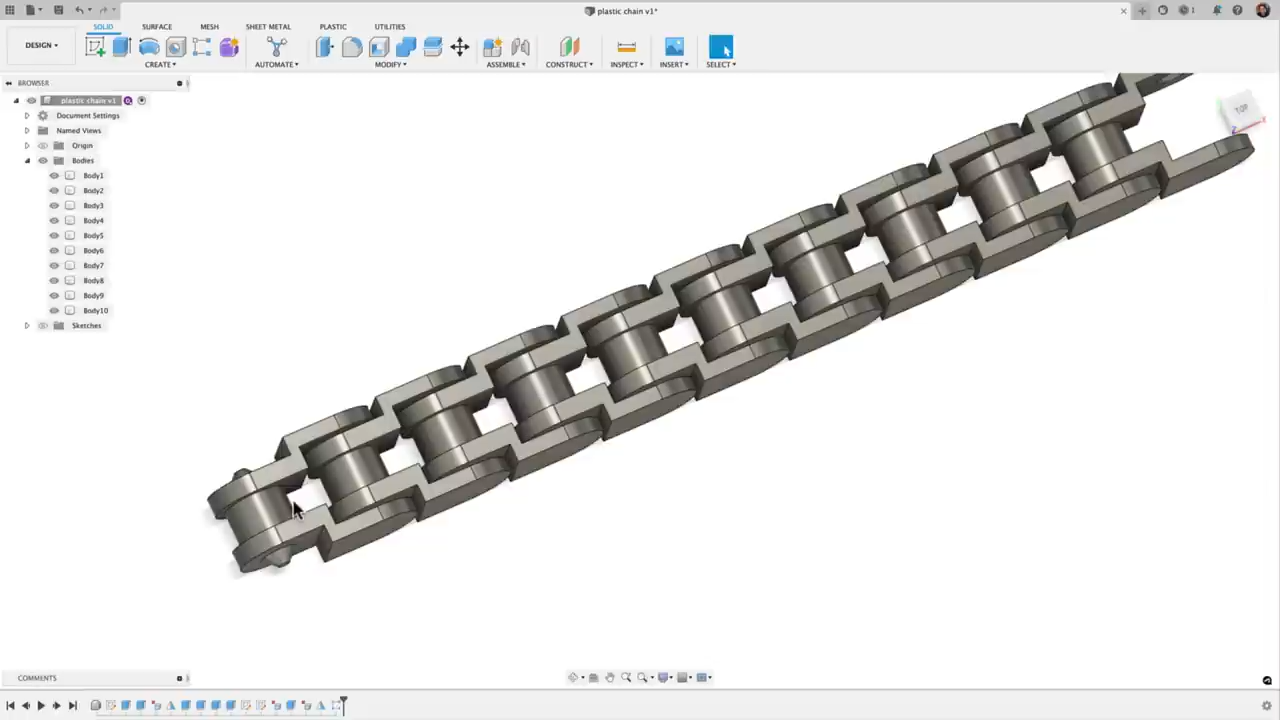 plastic chain v1*
1
SOLID SURFACE MESH SHEET METAL PLASTIC UTILITIES
DESIGN
CREATE AUTOMATE MODIFY ASSEMBLE CONSTRUCT INSPECT INSERT SELECT
BROWSER
plastic chain v1
Document Settings
Named Views
Origin
Bodies
Body1
Body2
Body3
Body4
Body5
Body6
Body7
Body8
Body9
Body10
Sketches
TOP
COMMENTS